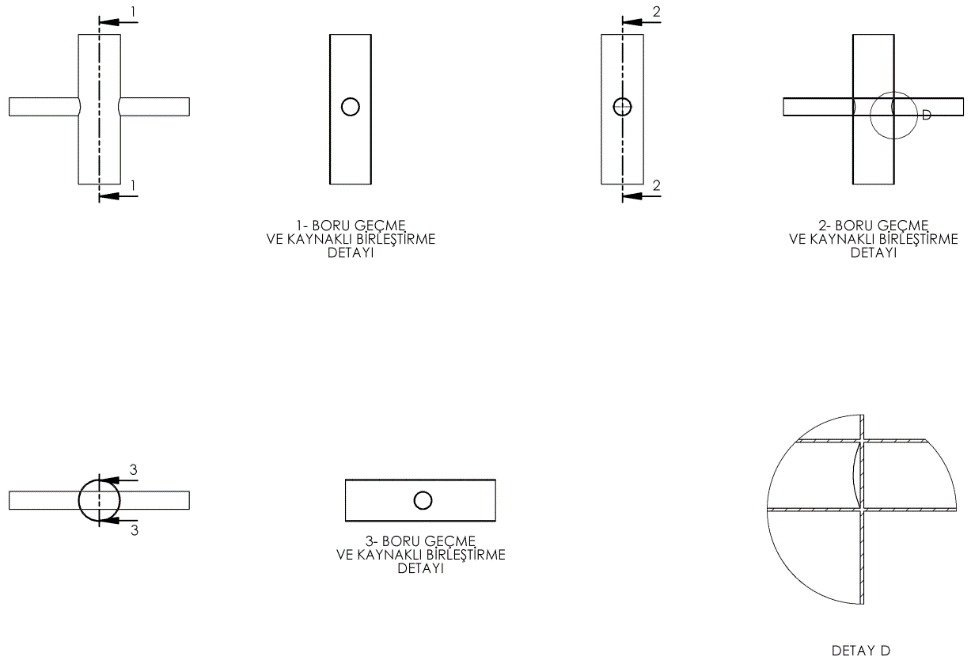 1
1
1- BORU GEÇME
VE KAYNAKLI BİRLEŞTİRME
DETAYI
2
2
D
2- BORU GEÇME
VE KAYNAKLI BİRLEŞTİRME
DETAYI
3
3
3- BORU GEÇME
VE KAYNAKLI BİRLEŞTİRME
DETAYI
DETAY D